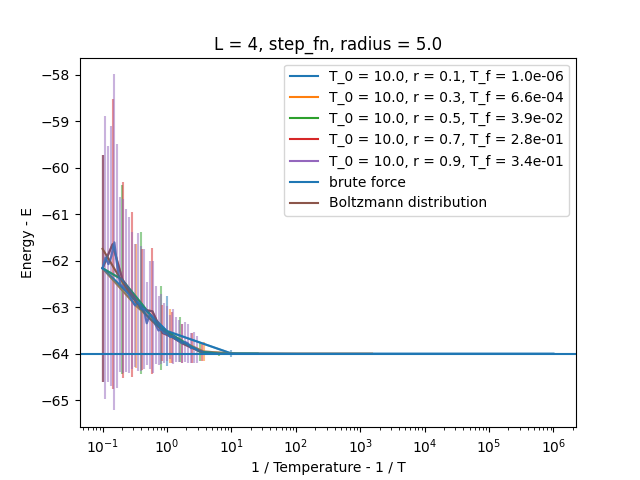 L = 4, step_fn, radius = 5.0
T_0 = 10.0, r = 0.1, T_f = 1.0e-06
T_0 = 10.0, r = 0.3, T_f = 6.6e-04
T_0 = 10.0, r = 0.5, T_f = 3.9e-02
T_0 = 10.0, r = 0.7, T_f = 2.8e-01
T_0 = 10.0, r = 0.9, T_f = 3.4e-01
brute force
Boltzmann distribution
Energy - E
−58
−59
−60
−61
−62
−63
−64
−65
10⁻¹ 10⁰ 10¹ 10² 10³ 10⁴ 10⁵ 10⁶
1 / Temperature - 1 / T